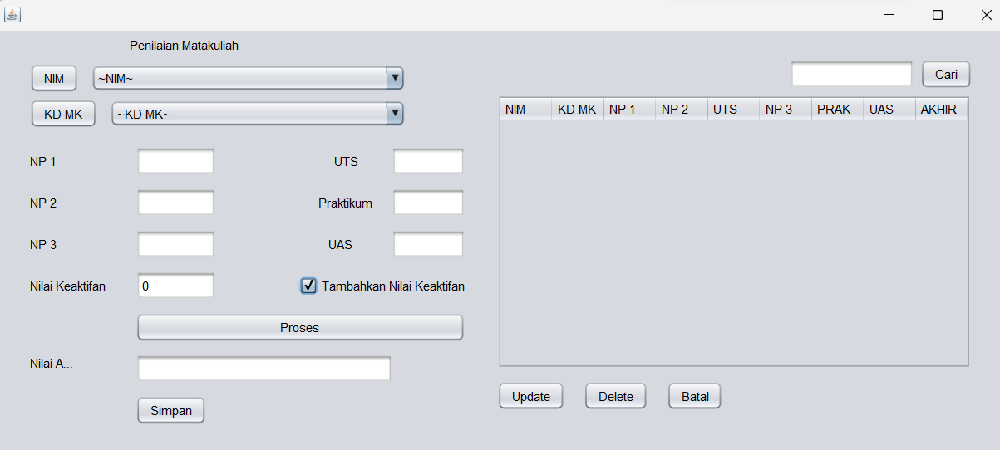 Penilaian Matakuliah
NIM ~NIM~
KD MK ~KD MK~
NP 1 UTS
NP 2 Praktikum
NP 3 UAS
Nilai Keaktifan 0 Tambahkan Nilai Keaktifan
Proses
Nilai A...
Simpan
Cari
NIM KD MK NP 1 NP 2 UTS NP 3 PRAK UAS AKHIR
Update Delete Batal